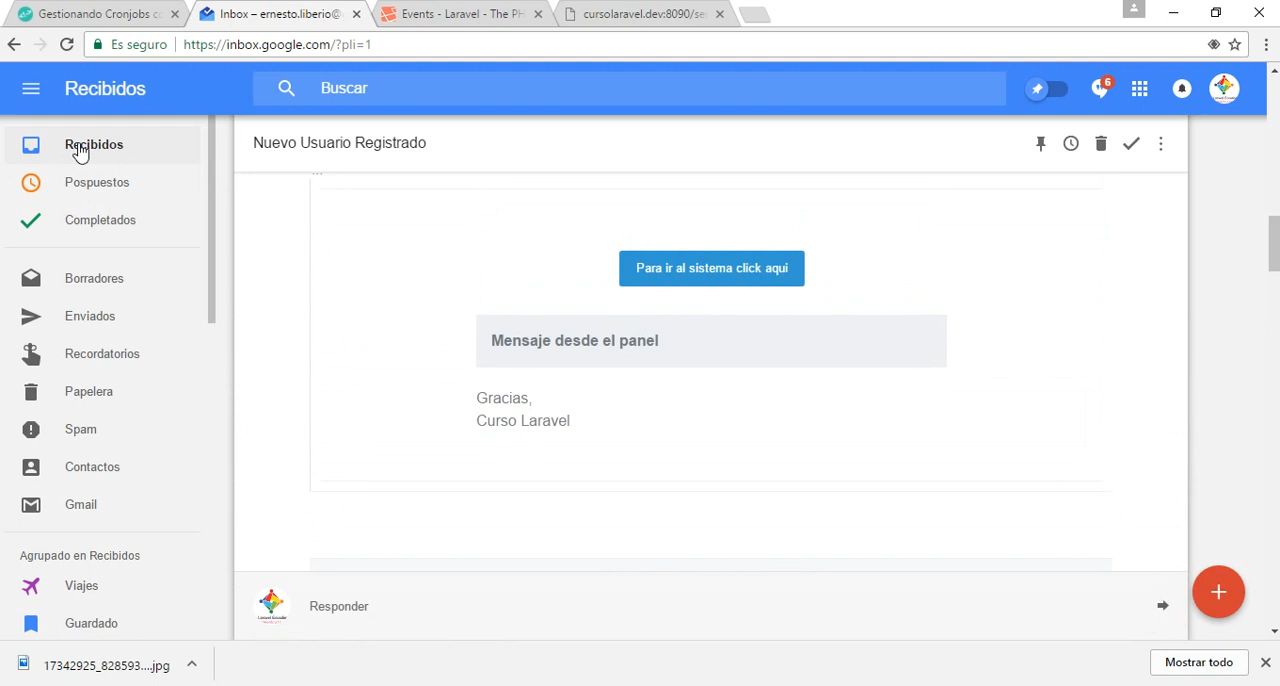 Gestionando Cronjobs co
Inbox – ernesto.liberio@
Events - Laravel - The PH
cursolaravel.dev:8090/se
Es seguro
https://inbox.google.com/?pli=1
Recibidos
Buscar
6
Recibidos
Pospuestos
Completados
Borradores
Enviados
Recordatorios
Papelera
Spam
Contactos
Gmail
Agrupado en Recibidos
Viajes
Guardado
Nuevo Usuario Registrado
...
Para ir al sistema click aqui
Mensaje desde el panel
Gracias,
Curso Laravel
Responder
17342925_828593....jpg
Mostrar todo